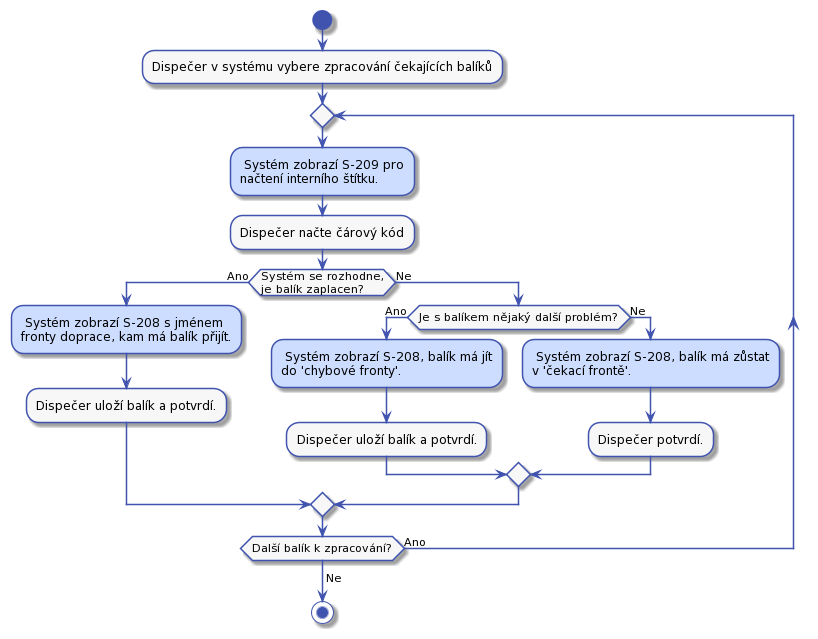 Dispečer v systému vybere zpracování čekajících balíků
Systém zobrazí S-209 pro
načtení interního štítku.
Dispečer načte čárový kód
Ano
Systém se rozhodne,
je balík zaplacen?
Ne
Systém zobrazí S-208 s jménem
fronty doprace, kam má balík přijít.
Dispečer uloží balík a potvrdí.
Ano
Je s balíkem nějaký další problém?
Ne
Systém zobrazí S-208, balík má jít
do 'chybové fronty'.
Dispečer uloží balík a potvrdí.
Systém zobrazí S-208, balík má zůstat
v 'čekací frontě'.
Dispečer potvrdí.
Další balík k zpracování?
Ano
Ne